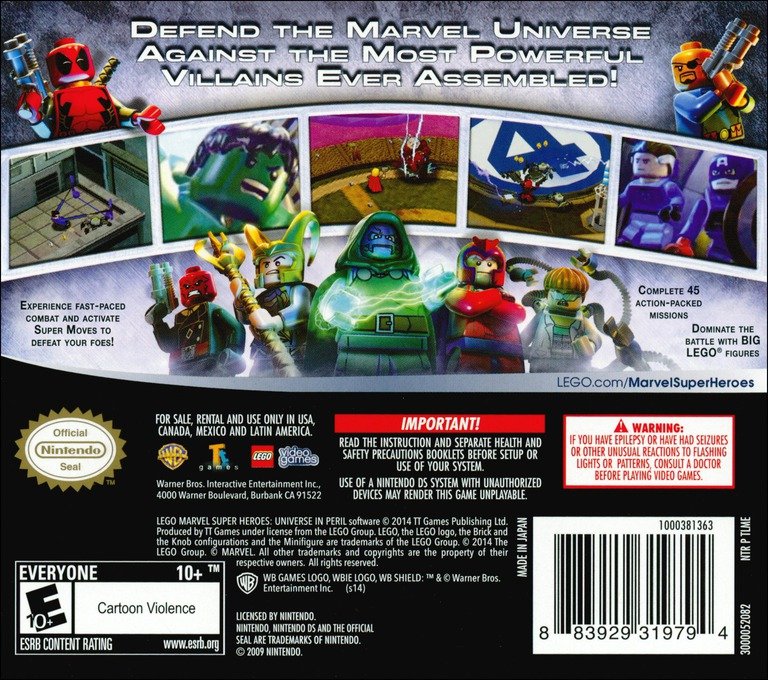 DEFEND THE MARVEL UNIVERSE
AGAINST THE MOST POWERFUL
VILLAINS EVER ASSEMBLED!
4
EXPERIENCE FAST-PACED
COMBAT AND ACTIVATE
SUPER MOVES TO
DEFEAT YOUR FOES!
COMPLETE 45
ACTION-PACKED
MISSIONS
DOMINATE THE
BATTLE WITH BIG
LEGO® FIGURES
LEGO.com/MarvelSuperHeroes
Official
Nintendo
Seal
TM
FOR SALE, RENTAL AND USE ONLY IN USA,
CANADA, MEXICO AND LATIN AMERICA.
WB GAMES
TT games
LEGO
video games
Warner Bros. Interactive Entertainment Inc.,
4000 Warner Boulevard, Burbank CA 91522
IMPORTANT!
READ THE INSTRUCTION AND SEPARATE HEALTH AND
SAFETY PRECAUTIONS BOOKLETS BEFORE SETUP OR
USE OF YOUR SYSTEM.
USE OF A NINTENDO DS SYSTEM WITH UNAUTHORIZED
DEVICES MAY RENDER THIS GAME UNPLAYABLE.
WARNING:
IF YOU HAVE EPILEPSY OR HAVE HAD SEIZURES
OR OTHER UNUSUAL REACTIONS TO FLASHING
LIGHTS OR PATTERNS, CONSULT A DOCTOR
BEFORE PLAYING VIDEO GAMES.
LEGO MARVEL SUPER HEROES: UNIVERSE IN PERIL software © 2014 TT Games Publishing Ltd.
Produced by TT Games under license from the LEGO Group. LEGO, the LEGO logo, the Brick and
the Knob configurations and the Minifigure are trademarks of the LEGO Group. © 2014 The
LEGO Group. © MARVEL. All other trademarks and copyrights are the property of their
respective owners. All rights reserved.
WB
WB GAMES LOGO, WBIE LOGO, WB SHIELD: ™ & © Warner Bros.
Entertainment Inc. (s14)
LICENSED BY NINTENDO.
NINTENDO, NINTENDO DS AND THE OFFICIAL
SEAL ARE TRADEMARKS OF NINTENDO.
© 2009 NINTENDO.
EVERYONE 10+ ™
E
10+
Cartoon Violence
ESRB CONTENT RATING www.esrb.org
MADE IN JAPAN
1000381363
8 83929 31979 4
NTR P TLME
3000052082